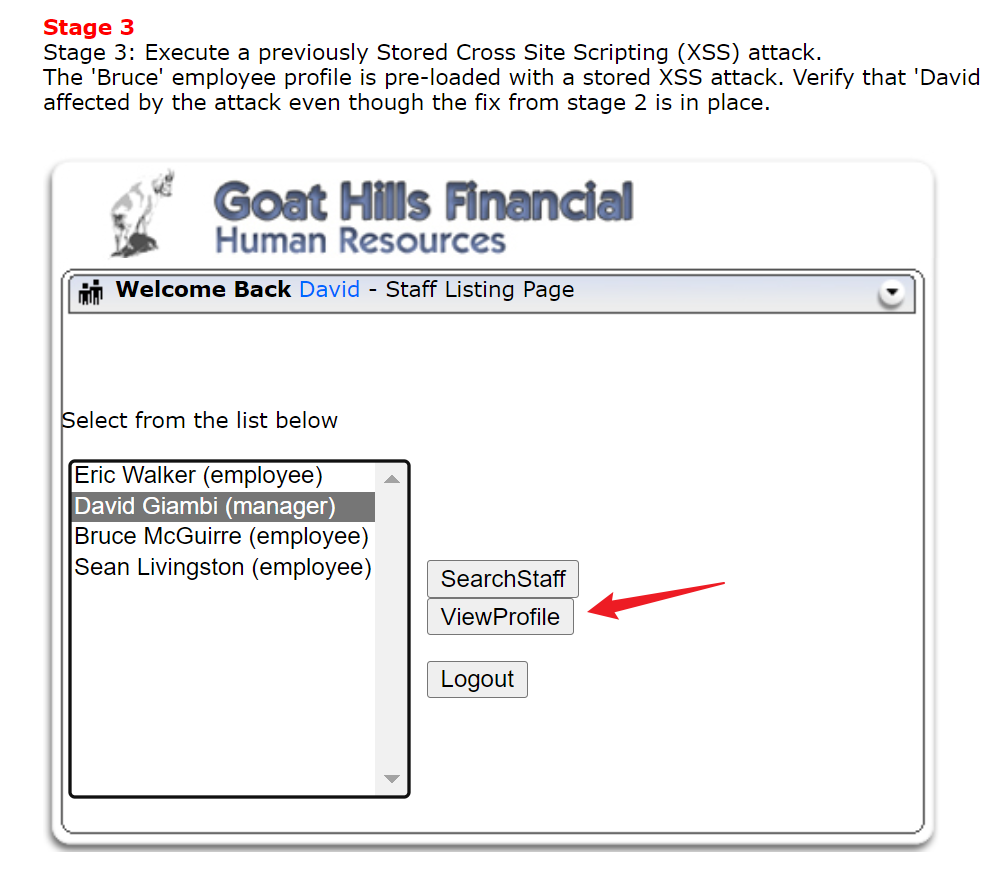 Stage 3
Stage 3: Execute a previously Stored Cross Site Scripting (XSS) attack.
The 'Bruce' employee profile is pre-loaded with a stored XSS attack. Verify that 'David
affected by the attack even though the fix from stage 2 is in place.
Goat Hills Financial
Human Resources
Welcome Back David - Staff Listing Page
Select from the list below
Eric Walker (employee)
David Giambi (manager)
Bruce McGuirre (employee)
Sean Livingston (employee)
SearchStaff
ViewProfile
Logout